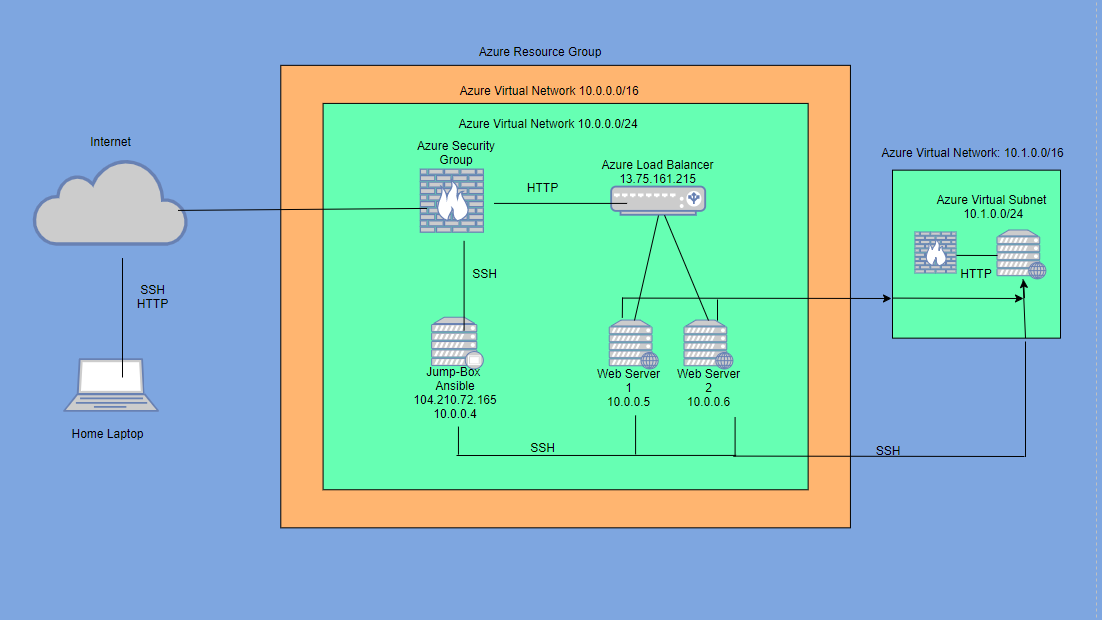 Azure Resource Group
Azure Virtual Network 10.0.0.0/16
Azure Virtual Network 10.0.0.0/24
Internet
Azure Security
Group
HTTP
Azure Load Balancer
13.75.161.215
Azure Virtual Network: 10.1.0.0/16
Azure Virtual Subnet
10.1.0.0/24
HTTP
SSH
HTTP
SSH
Jump-Box
Ansible
104.210.72.165
10.0.0.4
Web Server
1
10.0.0.5
Web Server
2
10.0.0.6
Home Laptop
SSH
SSH